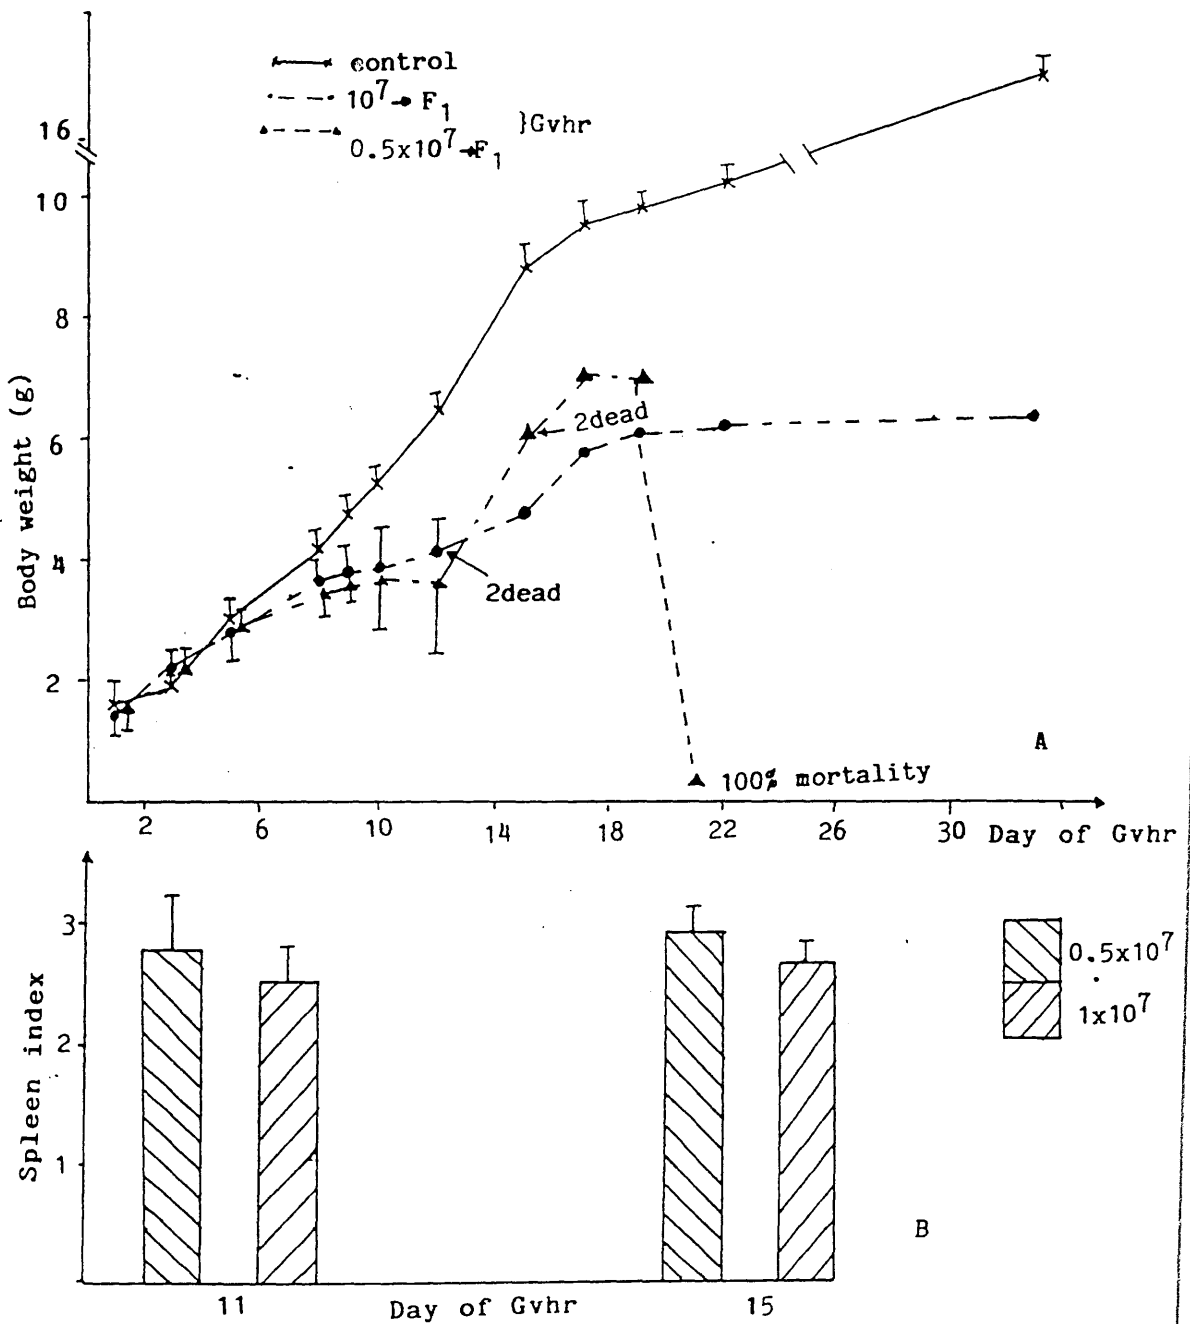 control
10⁷→ F₁
}Gvhr
0.5x10⁷→F₁
16
10
8
6
4
2
Body weight (g)
2dead
2dead
100% mortality
A
2 6 10 14 18 22 26 30 Day of Gvhr
3
2
1
Spleen index
0.5x10⁷
1x10⁷
B
11 Day of Gvhr 15